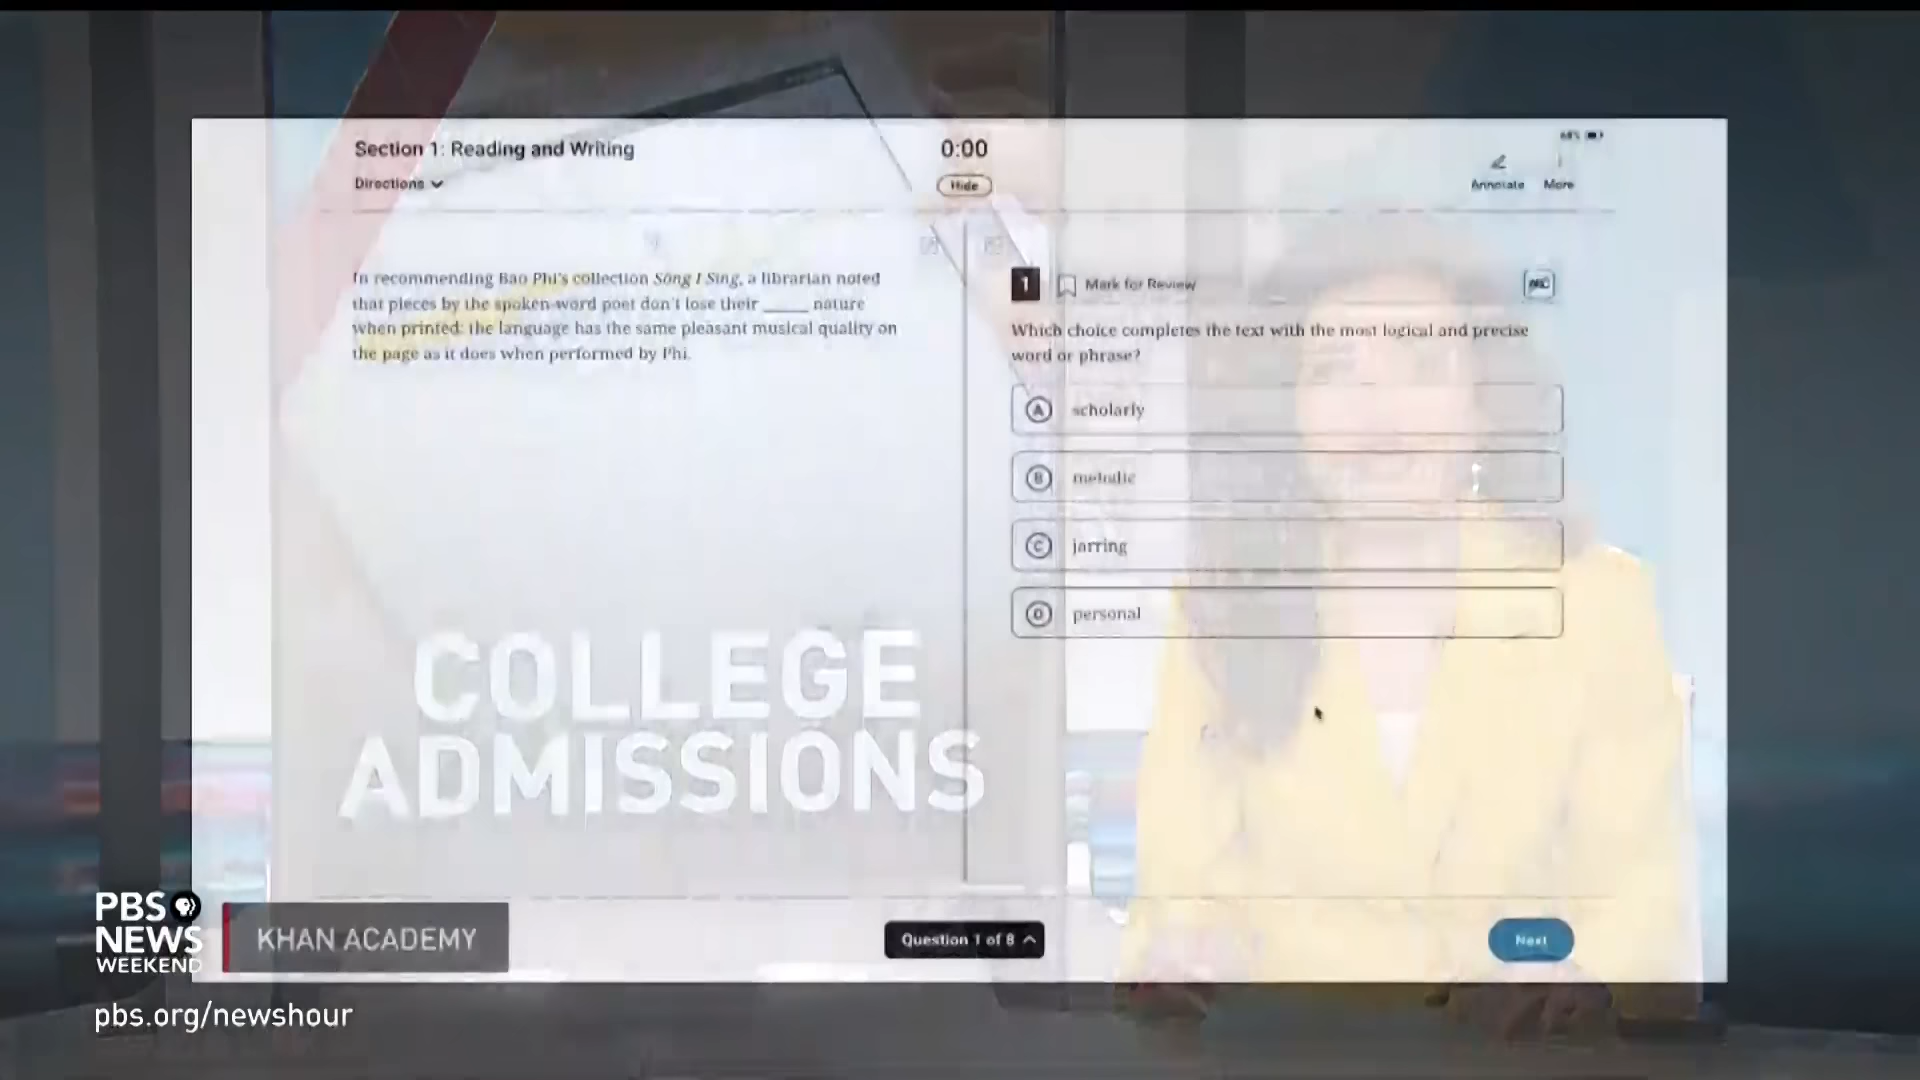 Section 1: Reading and Writing
0:00
68%
Directions
Hide
Annotate
More
In recommending Bao Phi's collection Sông I Sing, a librarian noted
that pieces by the spoken-word poet don't lose their _____ nature
when printed: the language has the same pleasant musical quality on
the page as it does when performed by Phi.
1
Mark for Review
ABC
Which choice completes the text with the most logical and precise
word or phrase?
A scholarly
B melodic
C jarring
D personal
COLLEGE
ADMISSIONS
PBS
NEWS
WEEKEND
KHAN ACADEMY
Question 1 of 8
Next
pbs.org/newshour